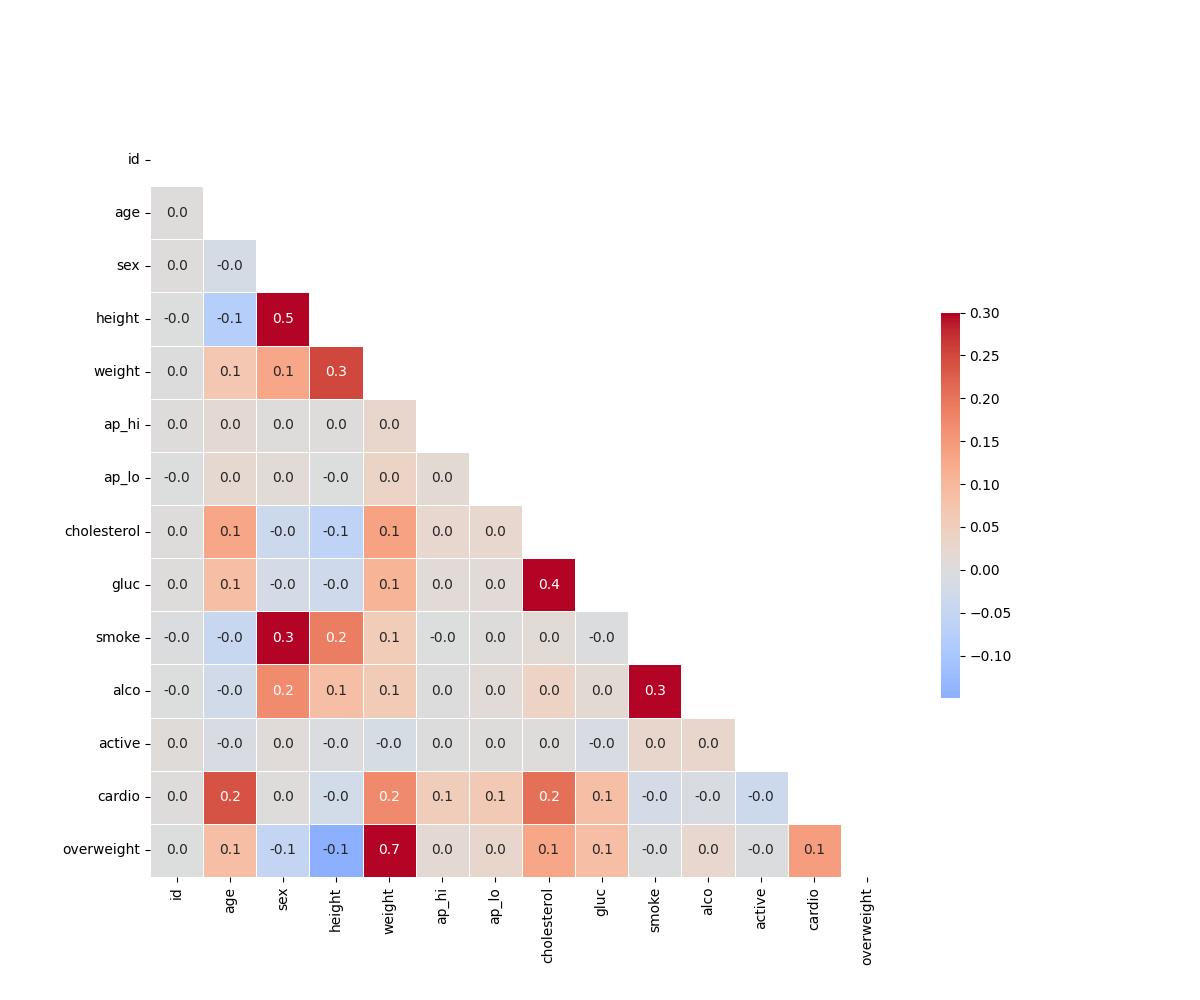 id
age 0.0
sex 0.0 -0.0
height -0.0 -0.1 0.5
weight 0.0 0.1 0.1 0.3
ap_hi 0.0 0.0 0.0 0.0 0.0
ap_lo -0.0 0.0 0.0 -0.0 0.0 0.0
cholesterol 0.0 0.1 -0.0 -0.1 0.1 0.0 0.0
gluc 0.0 0.1 -0.0 -0.0 0.1 0.0 0.0 0.4
smoke -0.0 -0.0 0.3 0.2 0.1 -0.0 0.0 0.0 -0.0
alco -0.0 -0.0 0.2 0.1 0.1 0.0 0.0 0.0 0.0 0.3
active 0.0 -0.0 0.0 -0.0 -0.0 0.0 0.0 0.0 -0.0 0.0 0.0
cardio 0.0 0.2 0.0 -0.0 0.2 0.1 0.1 0.2 0.1 -0.0 -0.0 -0.0
overweight 0.0 0.1 -0.1 -0.1 0.7 0.0 0.0 0.1 0.1 -0.0 0.0 -0.0 0.1
id age sex height weight ap_hi ap_lo cholesterol gluc smoke alco active cardio overweight
0.30
0.25
0.20
0.15
0.10
0.05
0.00
−0.05
−0.10